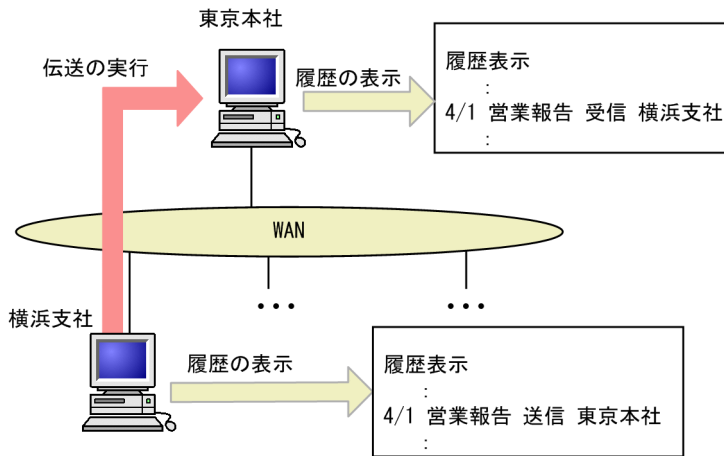 東京本社
伝送の実行
履歴の表示
履歴表示
:
4/1 営業報告 受信 横浜支社
:
WAN
•••
•••
横浜支社
履歴の表示
履歴表示
:
4/1 営業報告 送信 東京本社
: